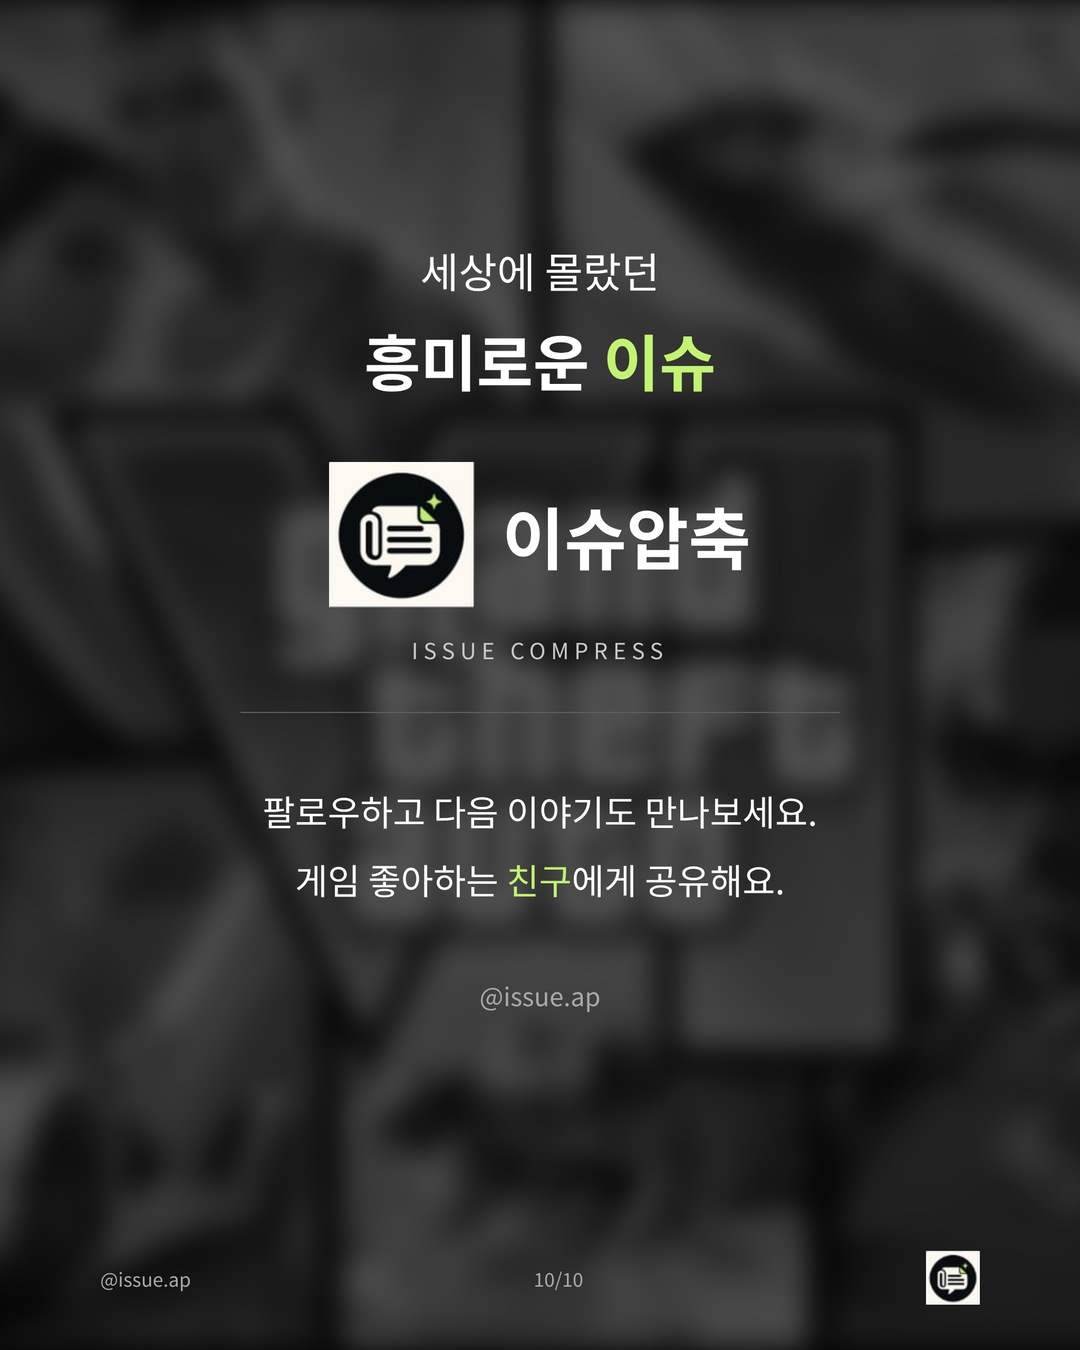 세상에 몰랐던
흥미로운 이슈
이슈압축
ISSUE COMPRESS
grand
theft
팔로우하고 다음 이야기도 만나보세요.
게임 좋아하는 친구에게 공유해요.
@issue.ap
@issue.ap
10/10